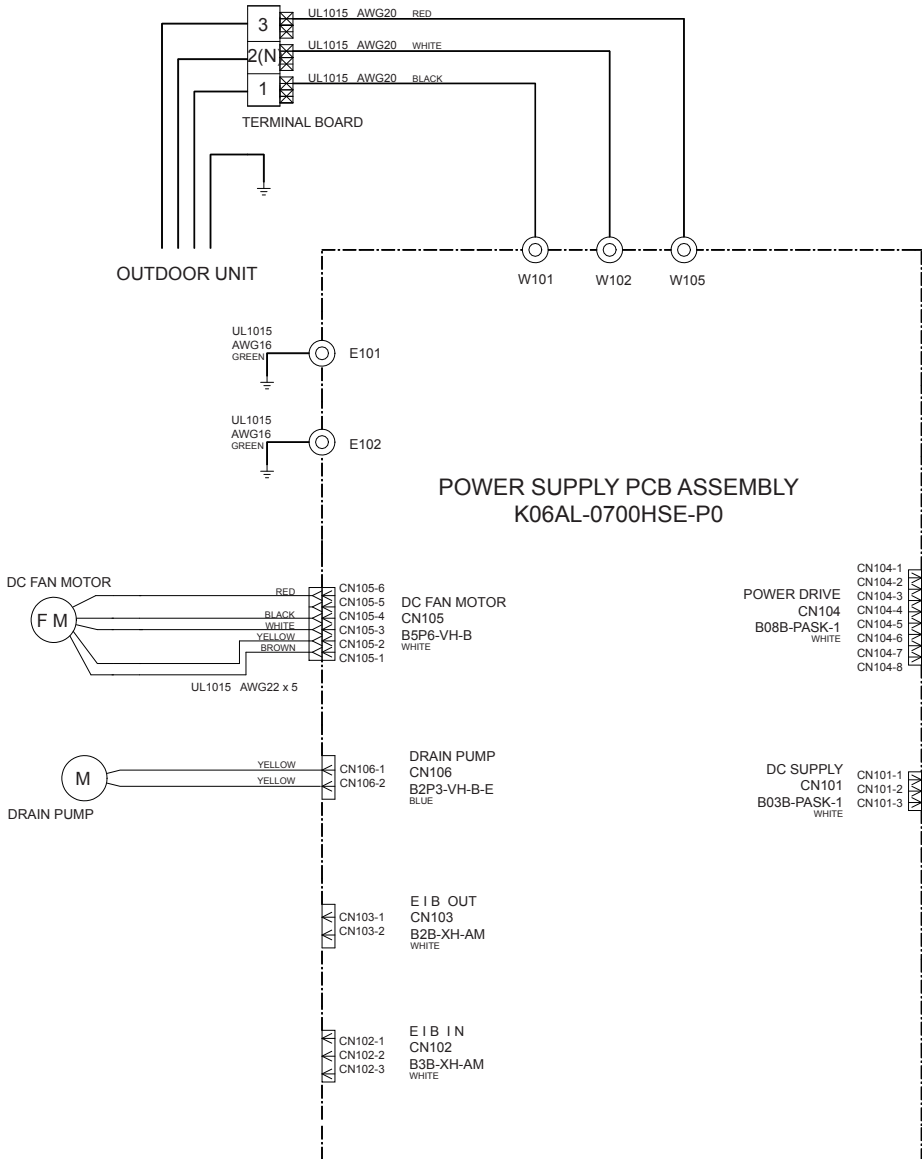 3 UL1015 AWG20 RED
2(N) UL1015 AWG20 WHITE
1 UL1015 AWG20 BLACK
TERMINAL BOARD
OUTDOOR UNIT
W101 W102 W105
UL1015
AWG16
GREEN
E101
UL1015
AWG16
GREEN
E102
POWER SUPPLY PCB ASSEMBLY
K06AL-0700HSE-P0
DC FAN MOTOR
F M
RED
BLACK
WHITE
YELLOW
BROWN
UL1015 AWG22 x 5
CN105-6
CN105-5
CN105-4
CN105-3
CN105-2
CN105-1
DC FAN MOTOR
CN105
B5P6-VH-B
WHITE
POWER DRIVE
CN104
B08B-PASK-1
WHITE
CN104-1
CN104-2
CN104-3
CN104-4
CN104-5
CN104-6
CN104-7
CN104-8
M
DRAIN PUMP
YELLOW
YELLOW
CN106-1
CN106-2
DRAIN PUMP
CN106
B2P3-VH-B-E
BLUE
DC SUPPLY
CN101
B03B-PASK-1
WHITE
CN101-1
CN101-2
CN101-3
CN103-1
CN103-2
E I B OUT
CN103
B2B-XH-AM
WHITE
CN102-1
CN102-2
CN102-3
E I B I N
CN102
B3B-XH-AM
WHITE